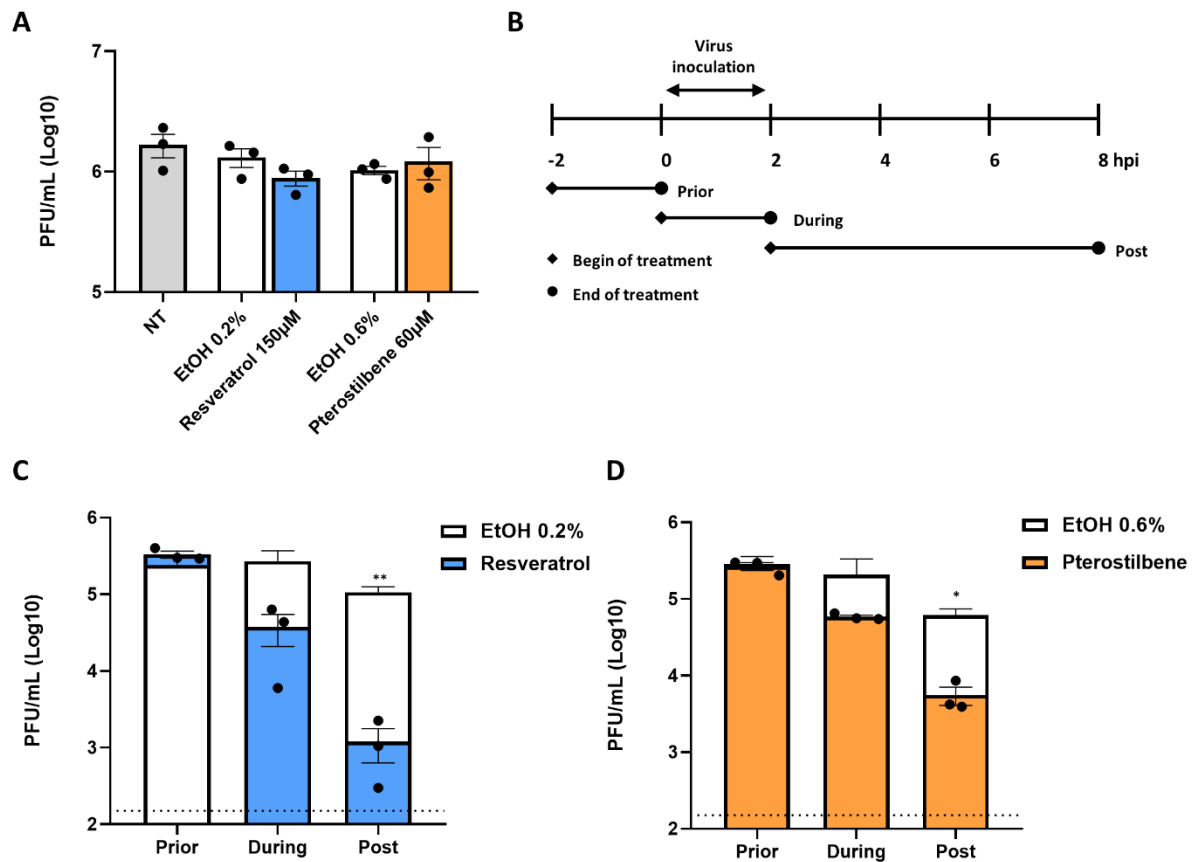 A
PFU/mL (Log10)
7
6
5
NT
EtOH 0.2%
Resveratrol 150µM
EtOH 0.6%
Pterostilbene 60µM
B
Virus
inoculation
-2 0 2 4 6 8 hpi
Prior
During
Post
Begin of treatment
End of treatment
C
PFU/mL (Log10)
6
5
4
3
2
**
Prior During Post
EtOH 0.2%
Resveratrol
D
PFU/mL (Log10)
6
5
4
3
2
*
Prior During Post
EtOH 0.6%
Pterostilbene